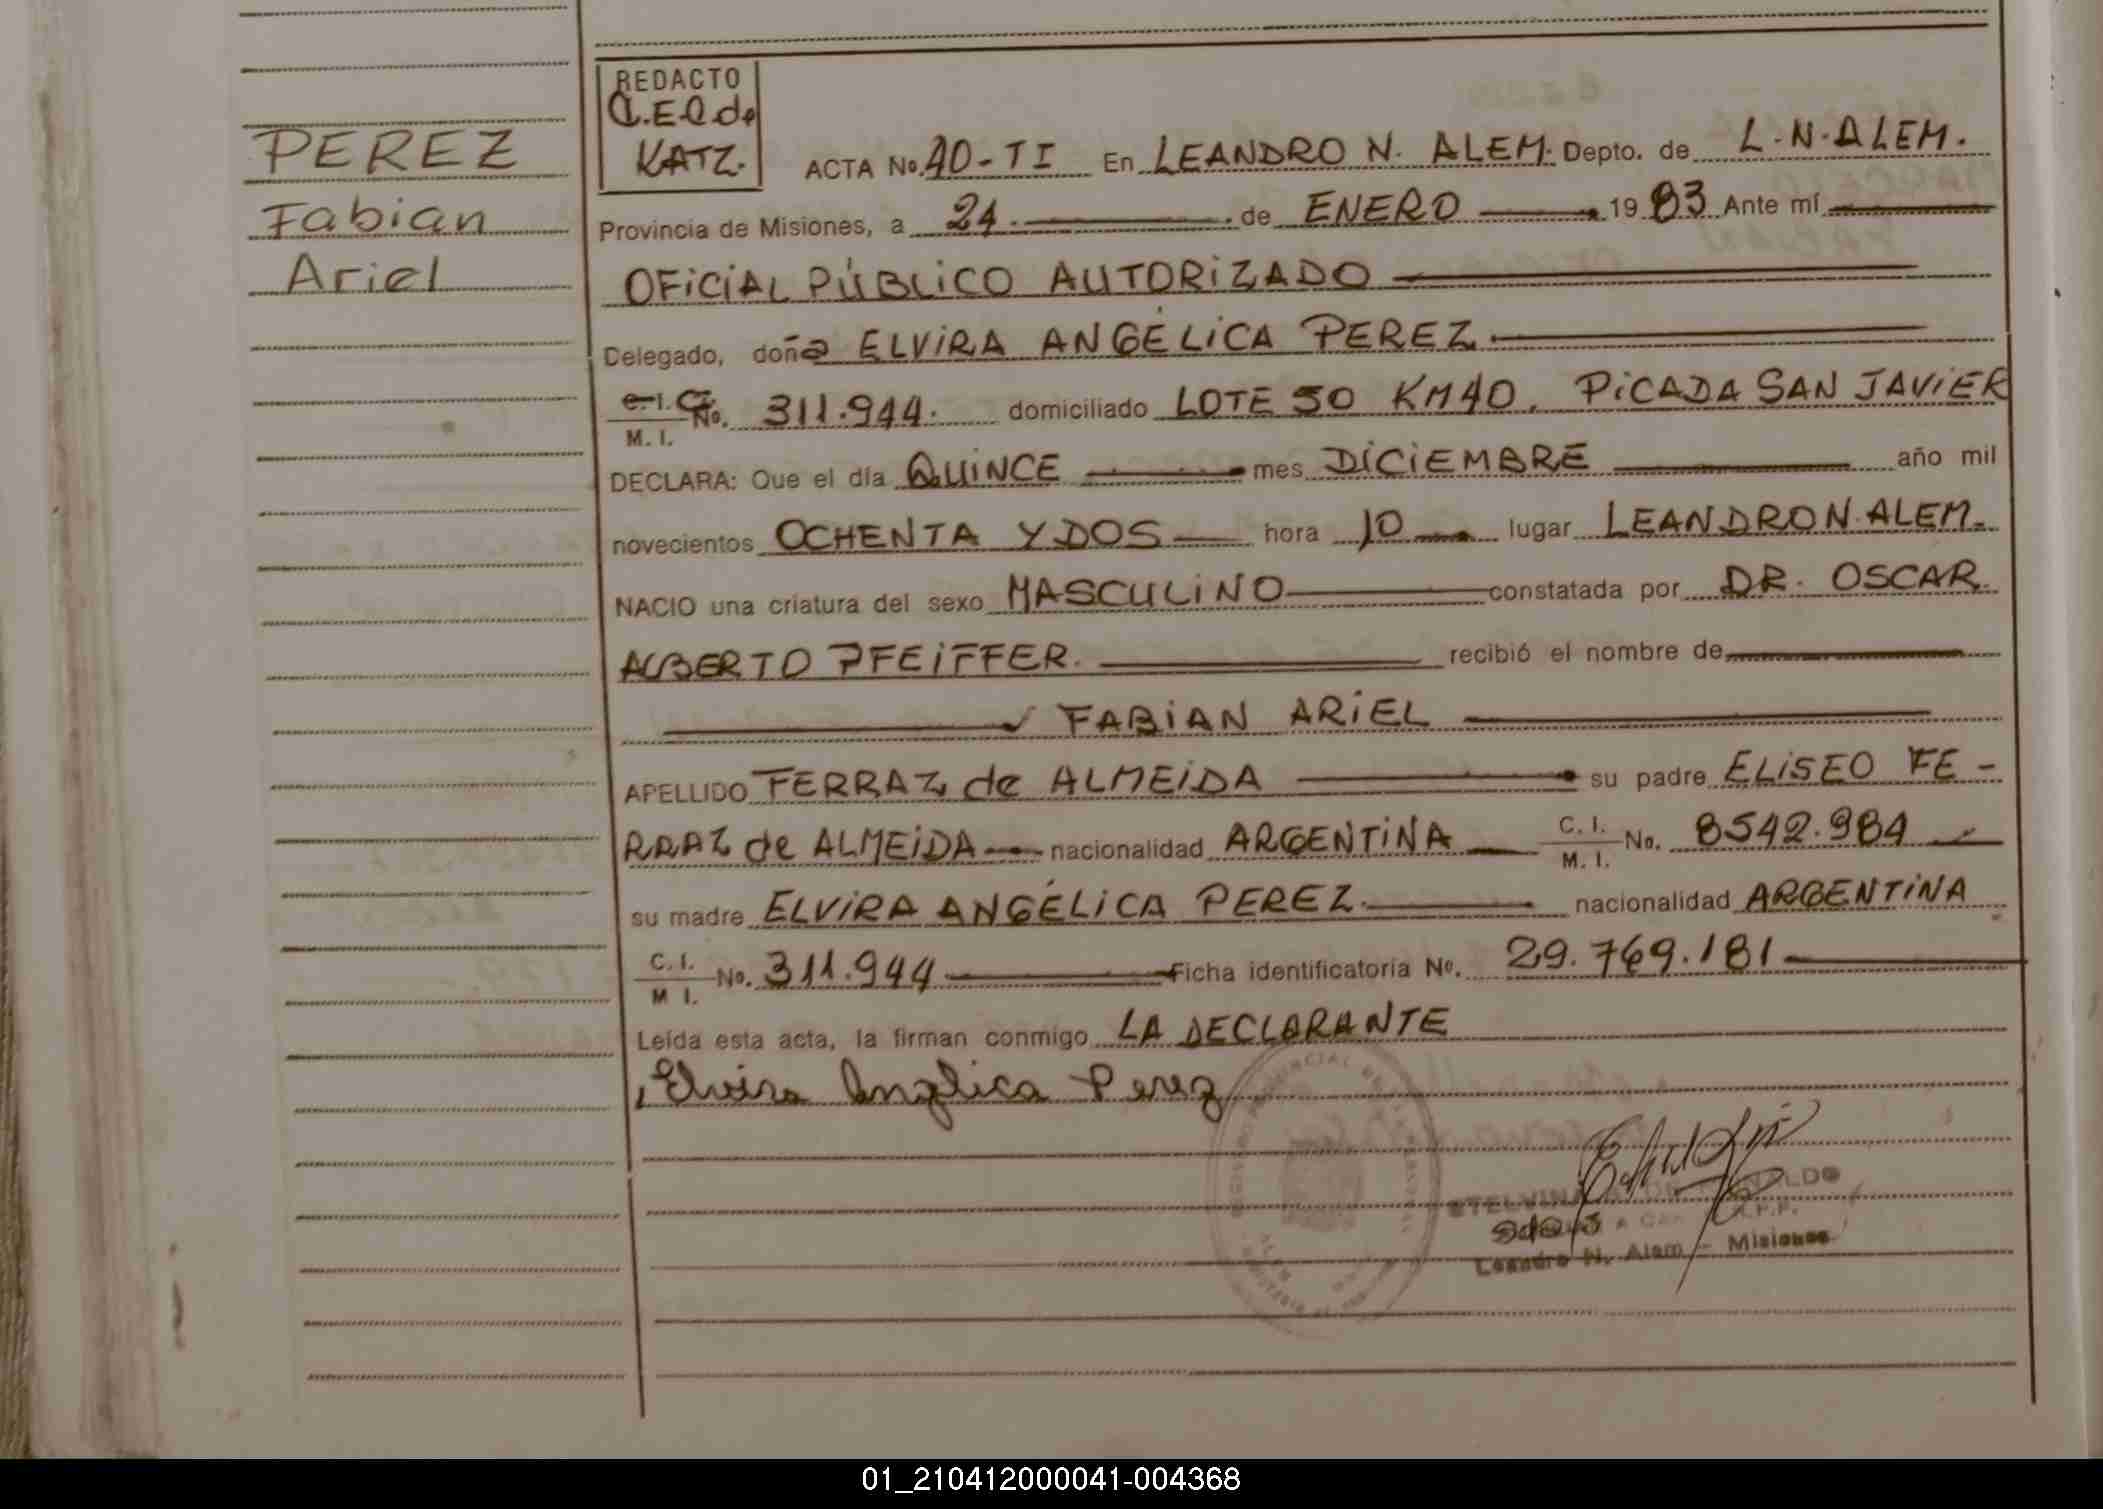 PEREZ
Fabian
Ariel
REDACTO
C.E.Q de
KATZ.
ACTA No. 40-TI En LEANDRO N. ALEM. Depto. de L.N.ALEM.
Provincia de Misiones, a 24. de ENERO 1983 Ante mí
OFICIAL PÚBLICO AUTORIZADO
Delegado, doña ELVIRA ANGÉLICA PEREZ
C.I. No. 311.944. domiciliado LOTE 50 KM40, PICADA SAN JAVIER
M. I.
DECLARA: Que el día QUINCE mes DICIEMBRE año mil
novecientos OCHENTA Y DOS hora 10 lugar LEANDRO N. ALEM.
NACIO una criatura del sexo MASCULINO constatada por DR. OSCAR
ALBERTO PFEIFFER. recibió el nombre de
FABIAN ARIEL
APELLIDO FERRAZ de ALMEIDA su padre ELISEO FE-
RRAZ de ALMEIDA nacionalidad ARGENTINA C. I. No. 8542.984
M. I.
su madre ELVIRA ANGÉLICA PEREZ. nacionalidad ARGENTINA
C. I. No. 311.944 Ficha identificatoria No. 29.769.181
M I.
Leída esta acta, la firman conmigo LA DECLARANTE
Elvira Angelica Perez
Leandro N. Alem - Misiones
01_210412000041-004368